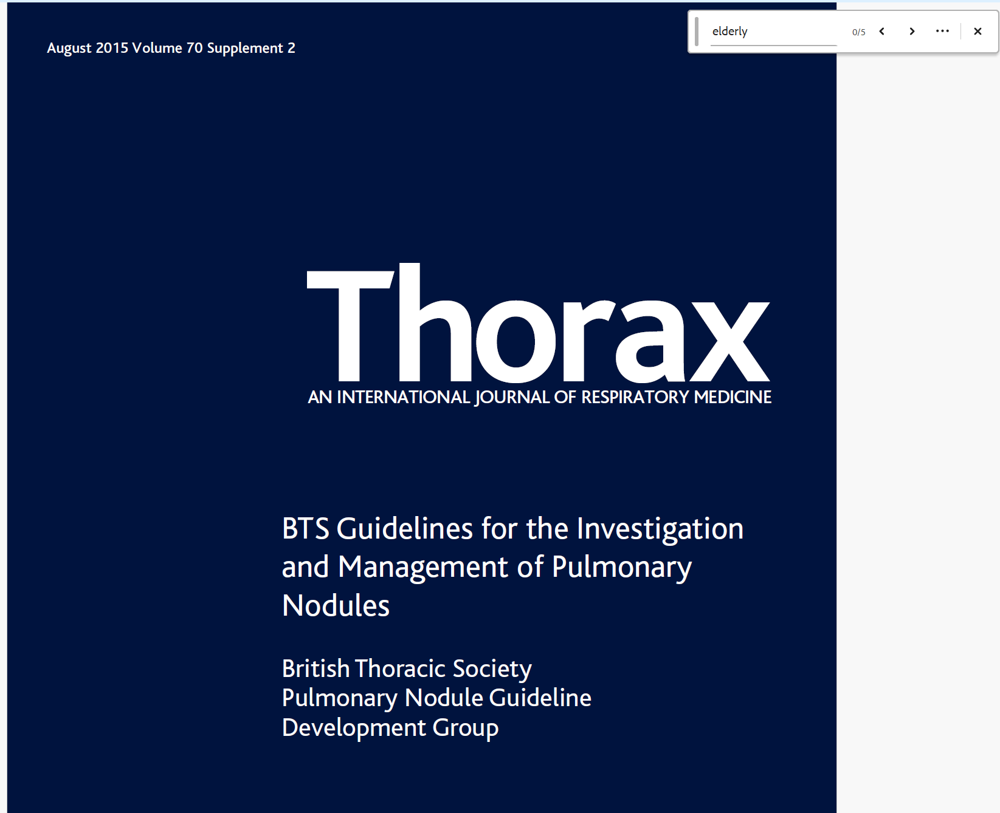 August 2015 Volume 70 Supplement 2
elderly 0/5
Thorax
AN INTERNATIONAL JOURNAL OF RESPIRATORY MEDICINE
BTS Guidelines for the Investigation
and Management of Pulmonary
Nodules
British Thoracic Society
Pulmonary Nodule Guideline
Development Group